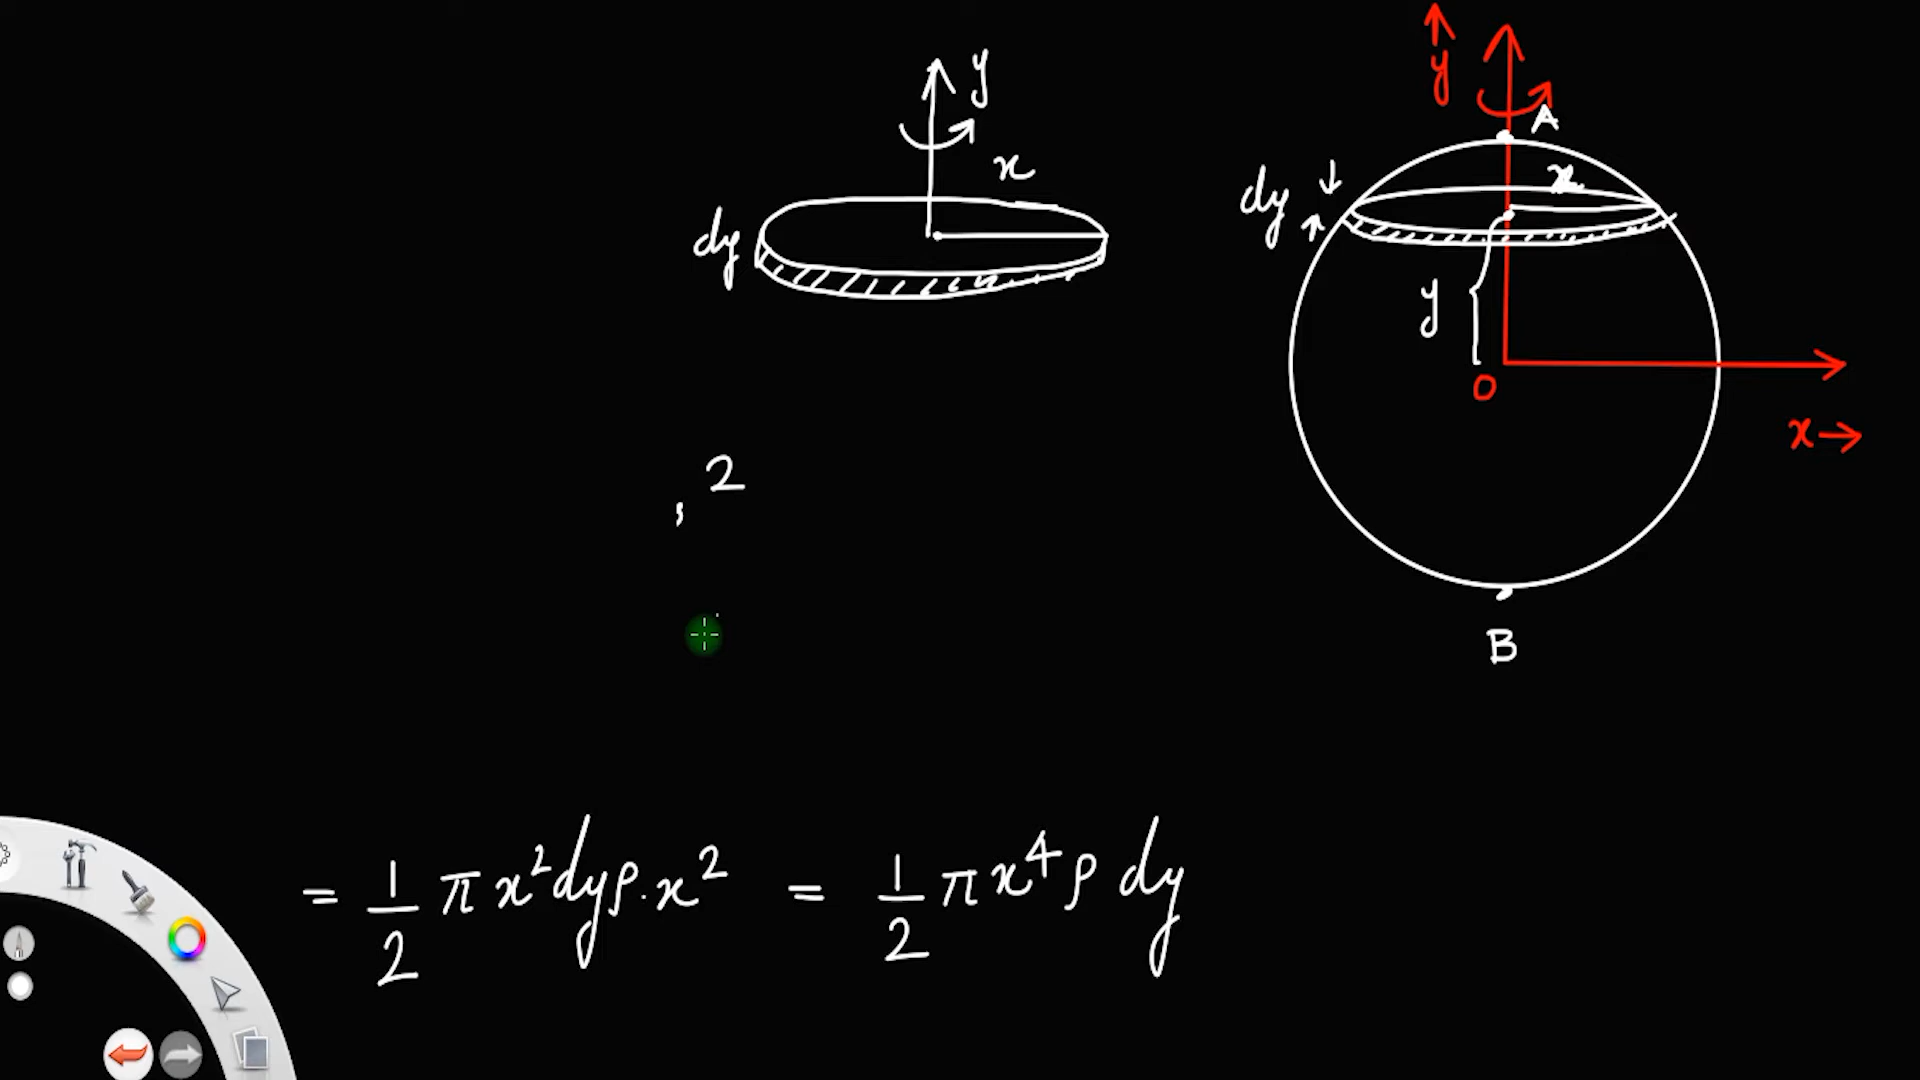 y
y
A
x
x
dy
dy
y
O
x →
, 2
B
= 1/2 π x² dy ρ . x² = 1/2 π x⁴ ρ dy